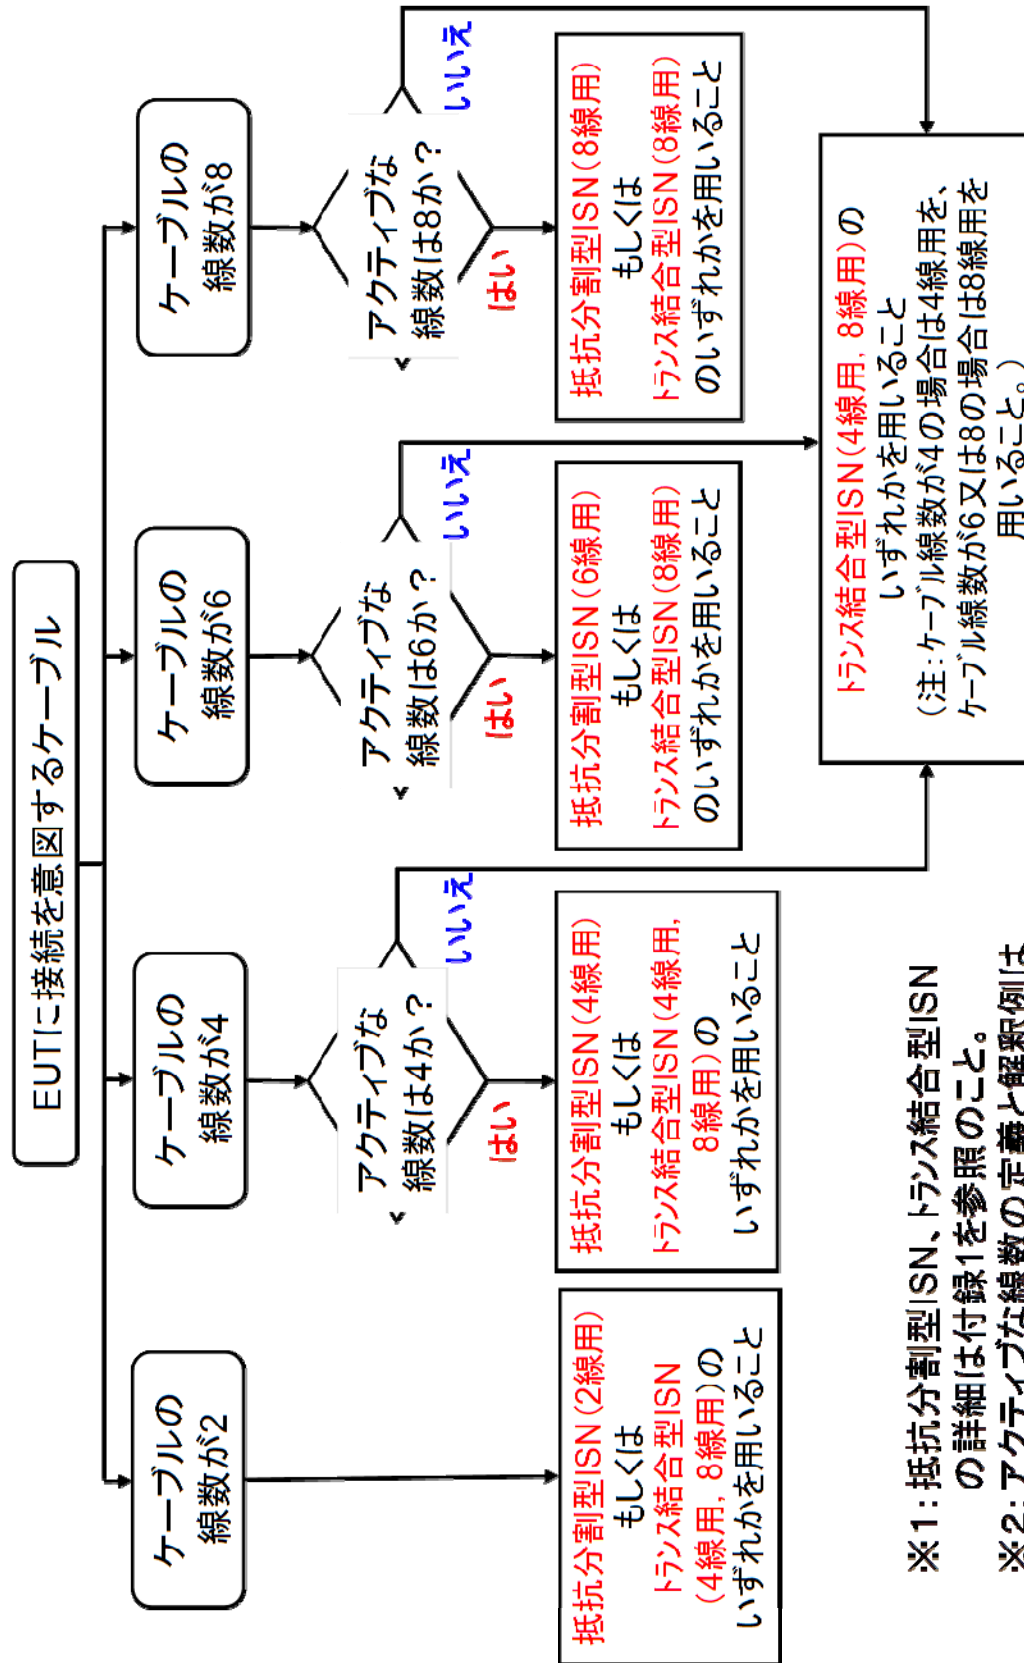 EUTに接続を意図するケーブル
ケーブルの
線数が2
ケーブルの
線数が4
ケーブルの
線数が6
ケーブルの
線数が8
アクティブな
線数は4か？
いいえ
はい
アクティブな
線数は6か？
いいえ
はい
アクティブな
線数は8か？
いいえ
はい
抵抗分割型ISN(2線用)
もしくは
トランス結合型ISN
(4線用, 8線用)の
いずれかを用いること
抵抗分割型ISN(4線用)
もしくは
トランス結合型ISN(4線用,
8線用)の
いずれかを用いること
抵抗分割型ISN(6線用)
もしくは
トランス結合型ISN(8線用)
のいずれかを用いること
抵抗分割型ISN(8線用)
もしくは
トランス結合型ISN(8線用)
のいずれかを用いること
トランス結合型ISN(4線用, 8線用)の
いずれかを用いること
(注:ケーブル線数が4の場合は4線用を、
ケーブル線数が6又は8の場合は8線用を
用いること。)
※1:抵抗分割型ISN、トランス結合型ISN
の詳細は付録1を参照のこと。
※2:アクティブな線数の定義と解釈例は